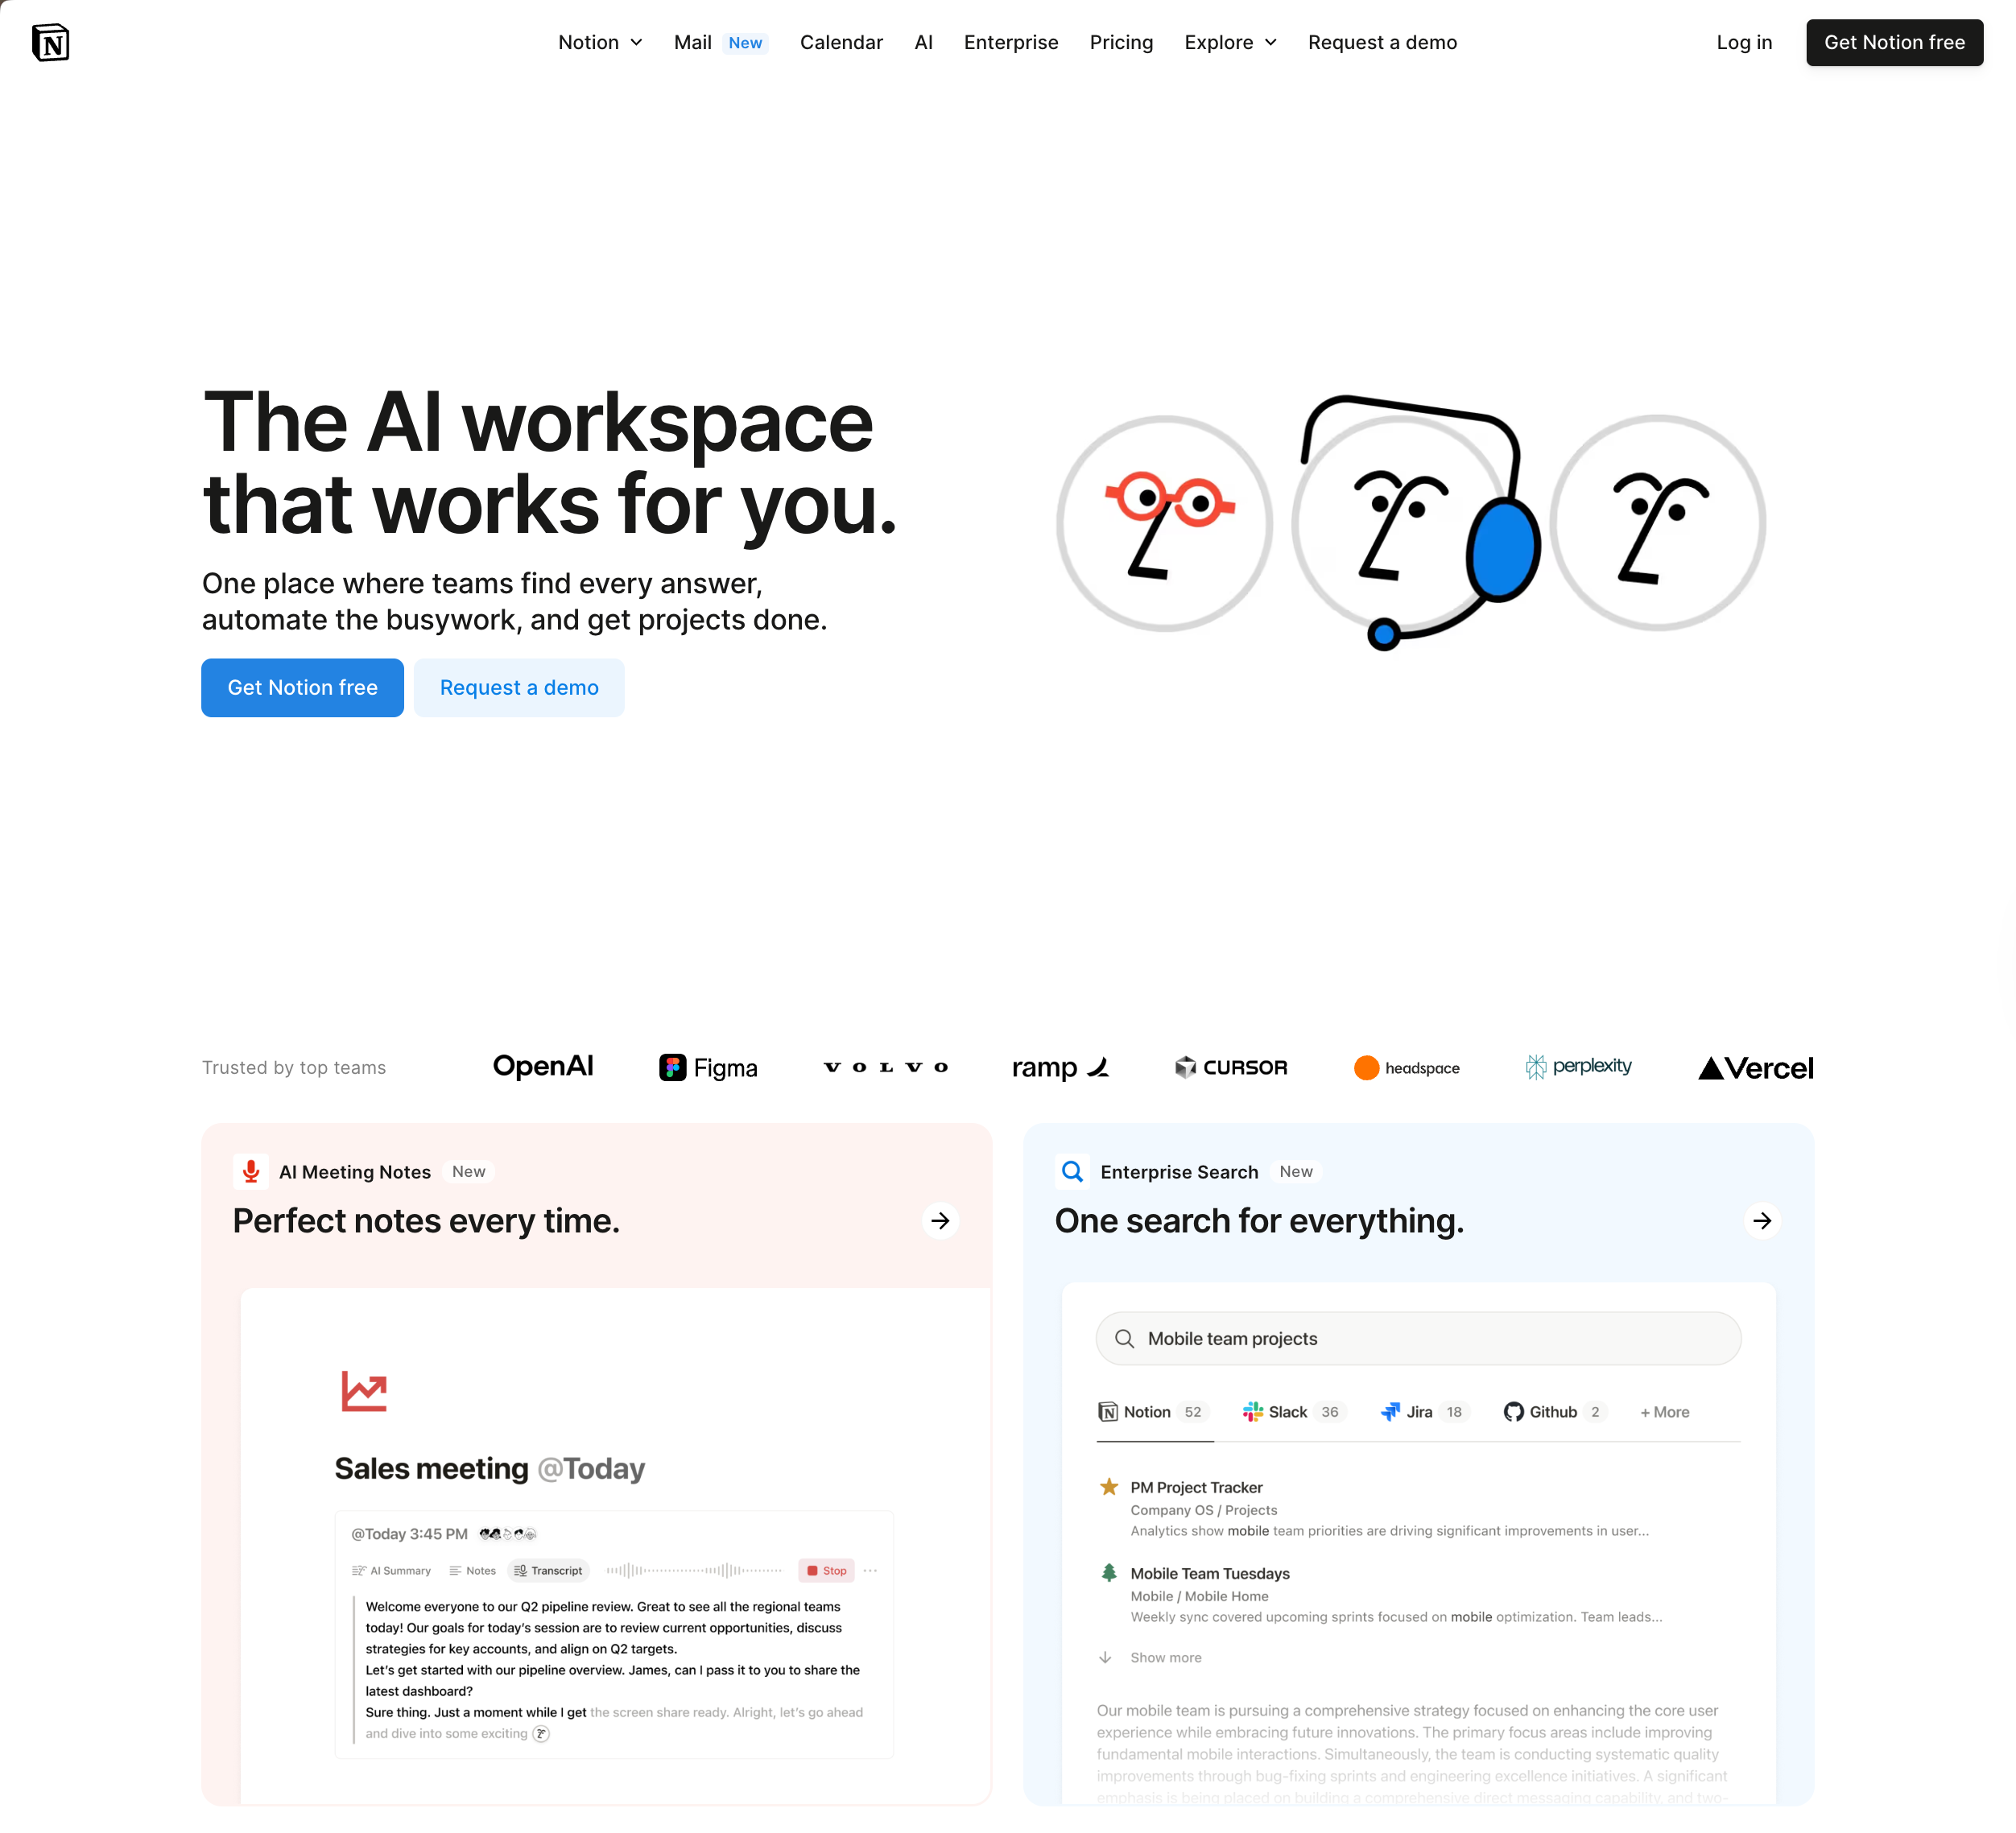 N
Notion Mail New Calendar AI Enterprise Pricing Explore Request a demo Log in Get Notion free
The AI workspace
that works for you.
One place where teams find every answer,
automate the busywork, and get projects done.
Get Notion free Request a demo
Trusted by top teams OpenAI Figma VOLVO ramp CURSOR headspace perplexity Vercel
AI Meeting Notes New
Perfect notes every time.
Sales meeting @Today
@Today 3:45 PM
AI Summary Notes Transcript Stop
Welcome everyone to our Q2 pipeline review. Great to see all the regional teams
today! Our goals for today's session are to review current opportunities, discuss
strategies for key accounts, and align on Q2 targets.
Let's get started with our pipeline overview. James, can I pass it to you to share the
latest dashboard?
Sure thing. Just a moment while I get the screen share ready. Alright, let's go ahead
and dive into some exciting
Enterprise Search New
One search for everything.
Mobile team projects
Notion 52 Slack 36 Jira 18 Github 2 + More
PM Project Tracker
Company OS / Projects
Analytics show mobile team priorities are driving significant improvements in user...
Mobile Team Tuesdays
Mobile / Mobile Home
Weekly sync covered upcoming sprints focused on mobile optimization. Team leads...
Show more
Our mobile team is pursuing a comprehensive strategy focused on enhancing the core user
experience while embracing future innovations. The primary focus areas include improving
fundamental mobile interactions. Simultaneously, the team is conducting systematic quality
improvements through bug-fixing sprints and engineering excellence initiatives. A significant
emphasis is being placed on building a comprehensive direct messaging capability, and two-